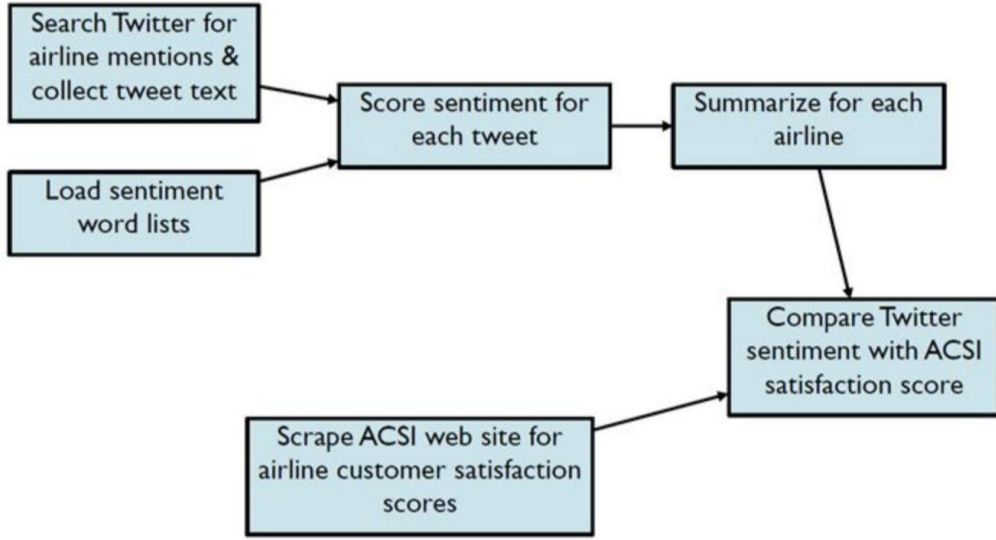 Search Twitter for
airline mentions &
collect tweet text
Load sentiment
word lists
Score sentiment for
each tweet
Summarize for each
airline
Compare Twitter
sentiment with ACSI
satisfaction score
Scrape ACSI web site for
airline customer satisfaction
scores